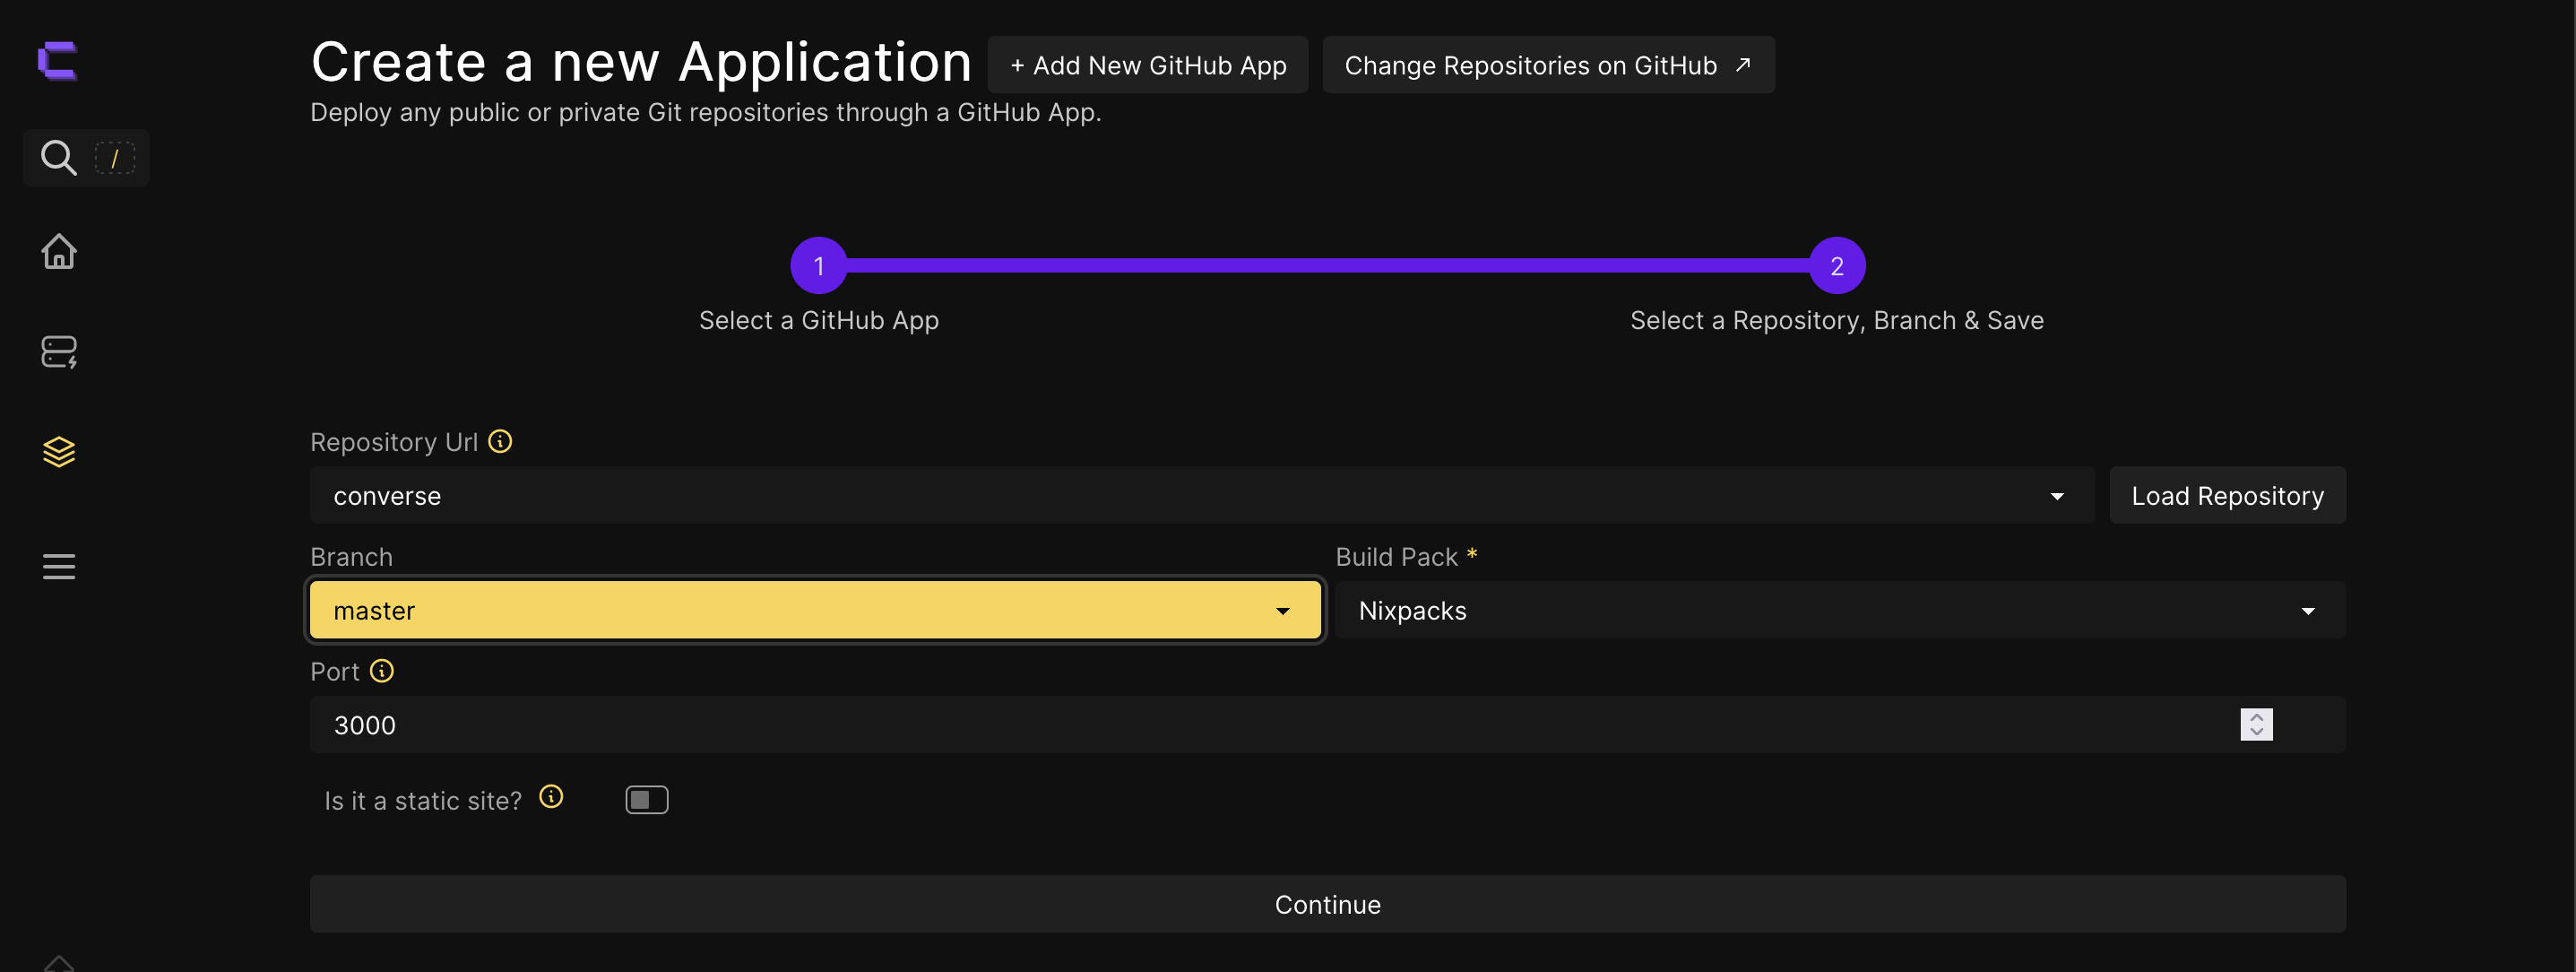 Create a new Application
+ Add New GitHub App
Change Repositories on GitHub
Deploy any public or private Git repositories through a GitHub App.
/
1
2
Select a GitHub App
Select a Repository, Branch & Save
Repository Url
converse
Load Repository
Branch
Build Pack *
master
Nixpacks
Port
3000
Is it a static site?
Continue